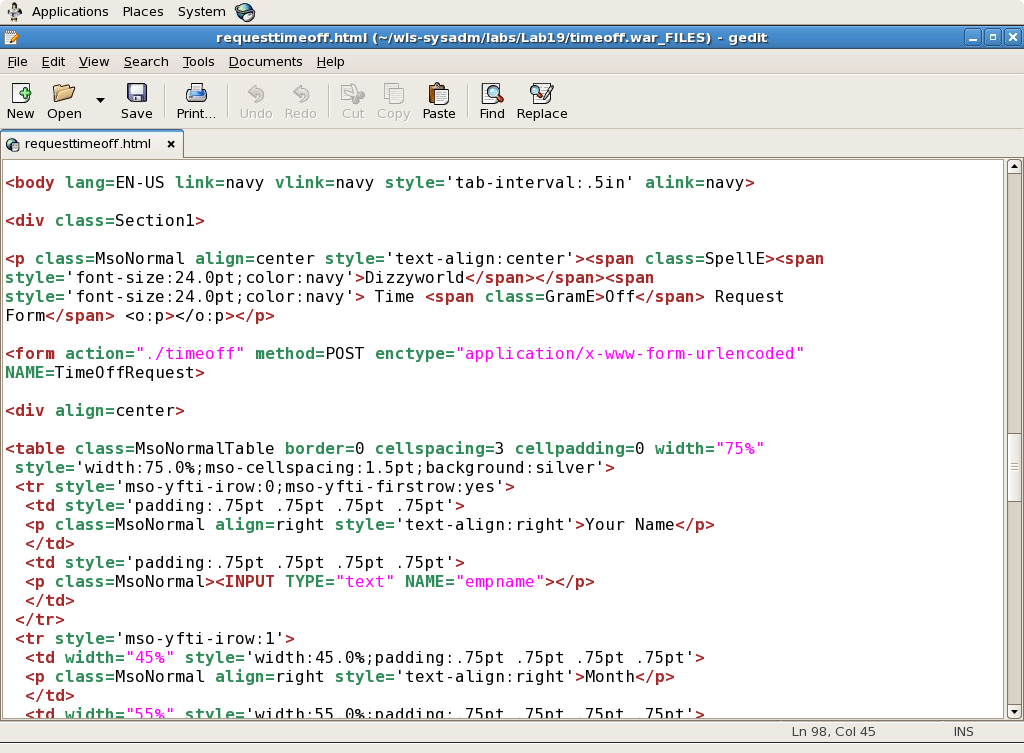 Applications Places System
requesttimeoff.html (~/wls-sysadm/labs/Lab19/timeoff.war_FILES) - gedit
File Edit View Search Tools Documents Help
New Open Save Print... Undo Redo Cut Copy Paste Find Replace
requesttimeoff.html
<body lang=EN-US link=navy vlink=navy style='tab-interval:.5in' alink=navy>
<div class=Section1>
<p class=MsoNormal align=center style='text-align:center'><span class=SpellE><span
style='font-size:24.0pt;color:navy'>Dizzyworld</span></span><span
style='font-size:24.0pt;color:navy'> Time <span class=GramE>Off</span> Request
Form</span> <o:p></o:p></p>
<form action="./timeoff" method=POST enctype="application/x-www-form-urlencoded"
NAME=TimeOffRequest>
<div align=center>
<table class=MsoNormalTable border=0 cellspacing=3 cellpadding=0 width="75%"
style='width:75.0%;mso-cellspacing:1.5pt;background:silver'>
<tr style='mso-yfti-irow:0;mso-yfti-firstrow:yes'>
<td style='padding:.75pt .75pt .75pt .75pt'>
<p class=MsoNormal align=right style='text-align:right'>Your Name</p>
</td>
<td style='padding:.75pt .75pt .75pt .75pt'>
<p class=MsoNormal><INPUT TYPE="text" NAME="empname"></p>
</td>
</tr>
<tr style='mso-yfti-irow:1'>
<td width="45%" style='width:45.0%;padding:.75pt .75pt .75pt .75pt'>
<p class=MsoNormal align=right style='text-align:right'>Month</p>
</td>
<td width="55%" style='width:55.0%;padding:.75pt .75pt .75pt .75pt'>
Ln 98, Col 45 INS